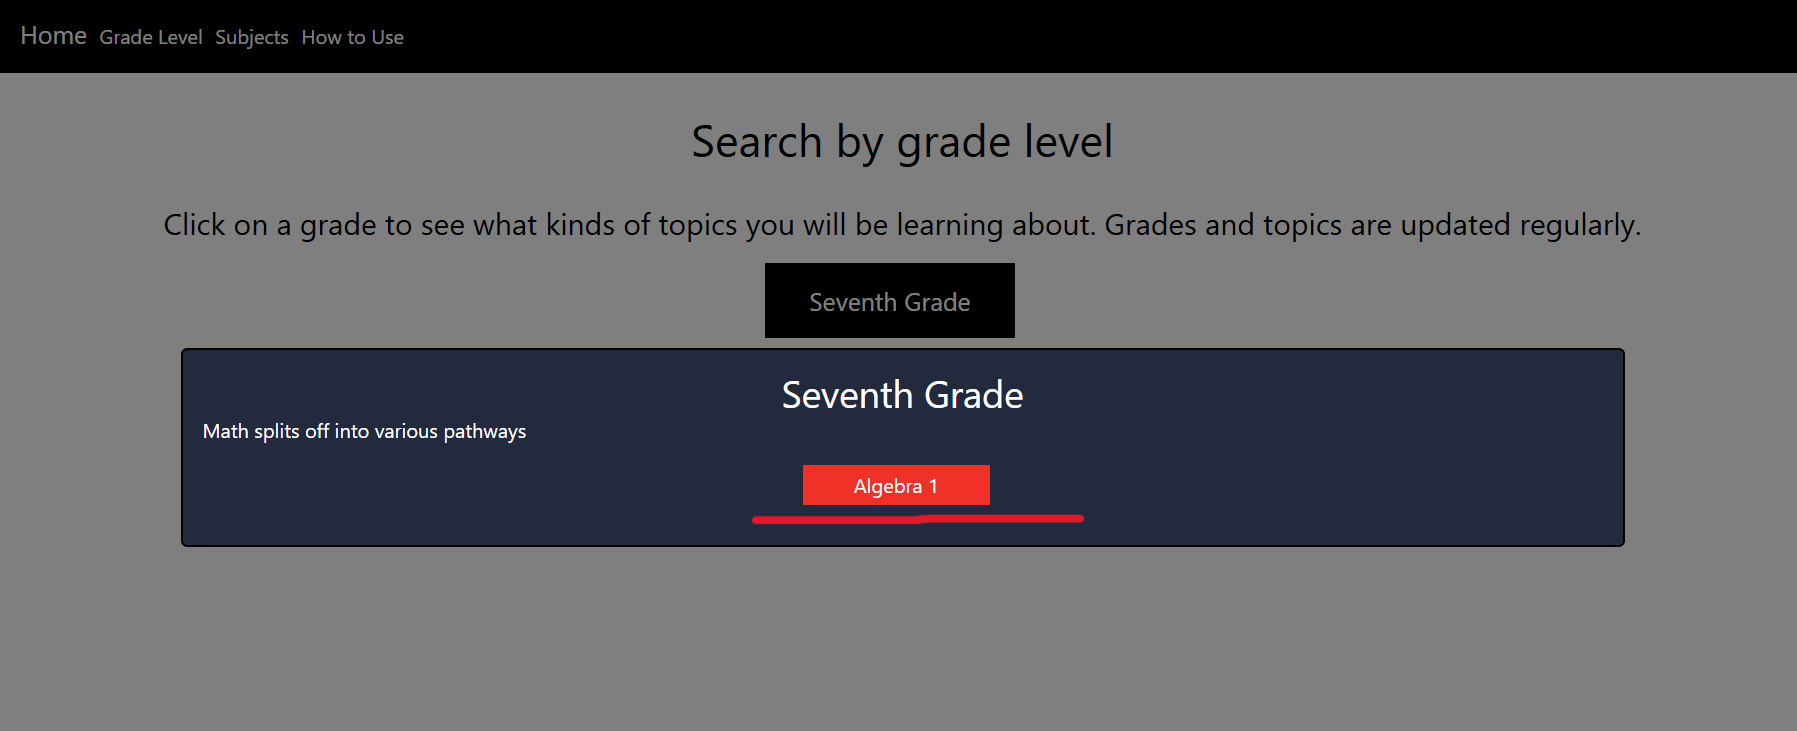 Home Grade Level Subjects How to Use
Search by grade level
Click on a grade to see what kinds of topics you will be learning about. Grades and topics are updated regularly.
Seventh Grade
Seventh Grade
Math splits off into various pathways
Algebra 1